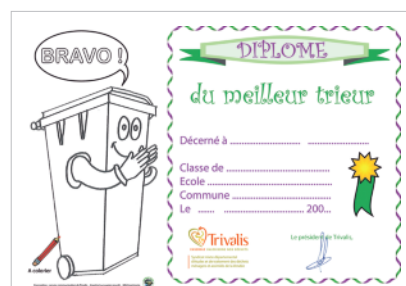 BRAVO !
DIPLOME
du meilleur trieur
Décerné à
Classe de
Ecole
Commune
Le ...... ...................... 200...
Trivalis
Le président de Trivalis,
A colorier